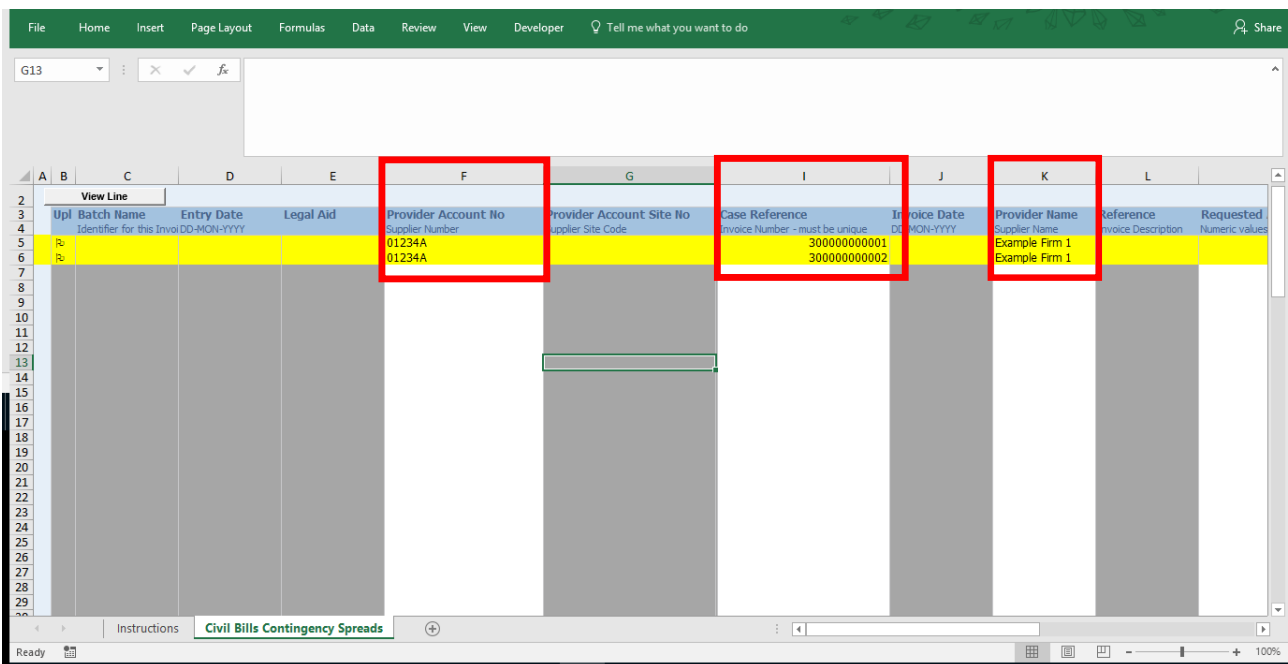 File Home Insert Page Layout Formulas Data Review View Developer Tell me what you want to do Share
G13 fx
A B C D E F G I J K L
2 View Line
3 Upl Batch Name Entry Date Legal Aid Provider Account No Provider Account Site No Case Reference Invoice Date Provider Name Reference Requested
4 Identifier for this Invoi DD-MON-YYYY Supplier Number Supplier Site Code Invoice Number - must be unique DD-MON-YYYY Supplier Name Invoice Description Numeric values
5 01234A 300000000001 Example Firm 1
6 01234A 300000000002 Example Firm 1
7
8
9
10
11
12
13
14
15
16
17
18
19
20
21
22
23
24
25
26
27
28
29
Instructions Civil Bills Contingency Spreads
Ready 100%